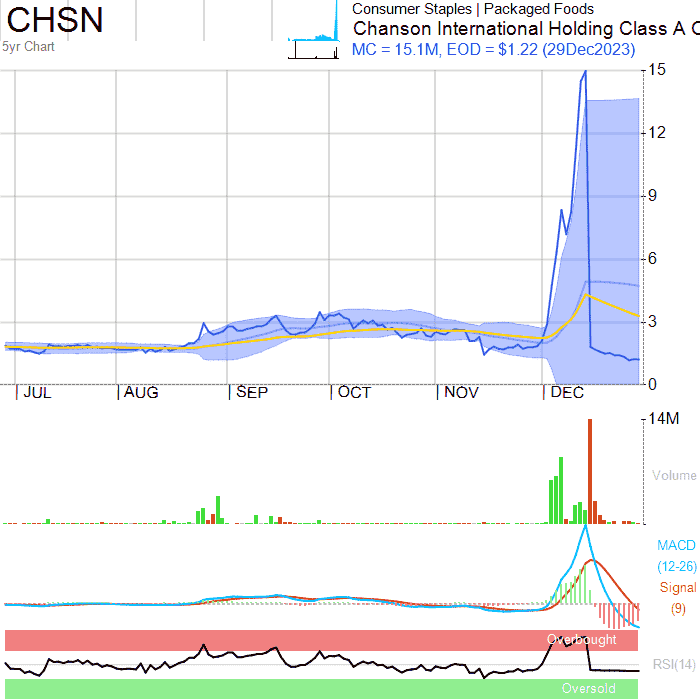 CHSN
5yr Chart
Consumer Staples | Packaged Foods
Chanson International Holding Class A O
MC = 15.1M, EOD = $1.22 (29Dec2023)
15
12
9
6
3
0
JUL AUG SEP OCT NOV DEC
14M
Volume
MACD
(12-26)
Signal
(9)
Overbought
RSI(14)
Oversold